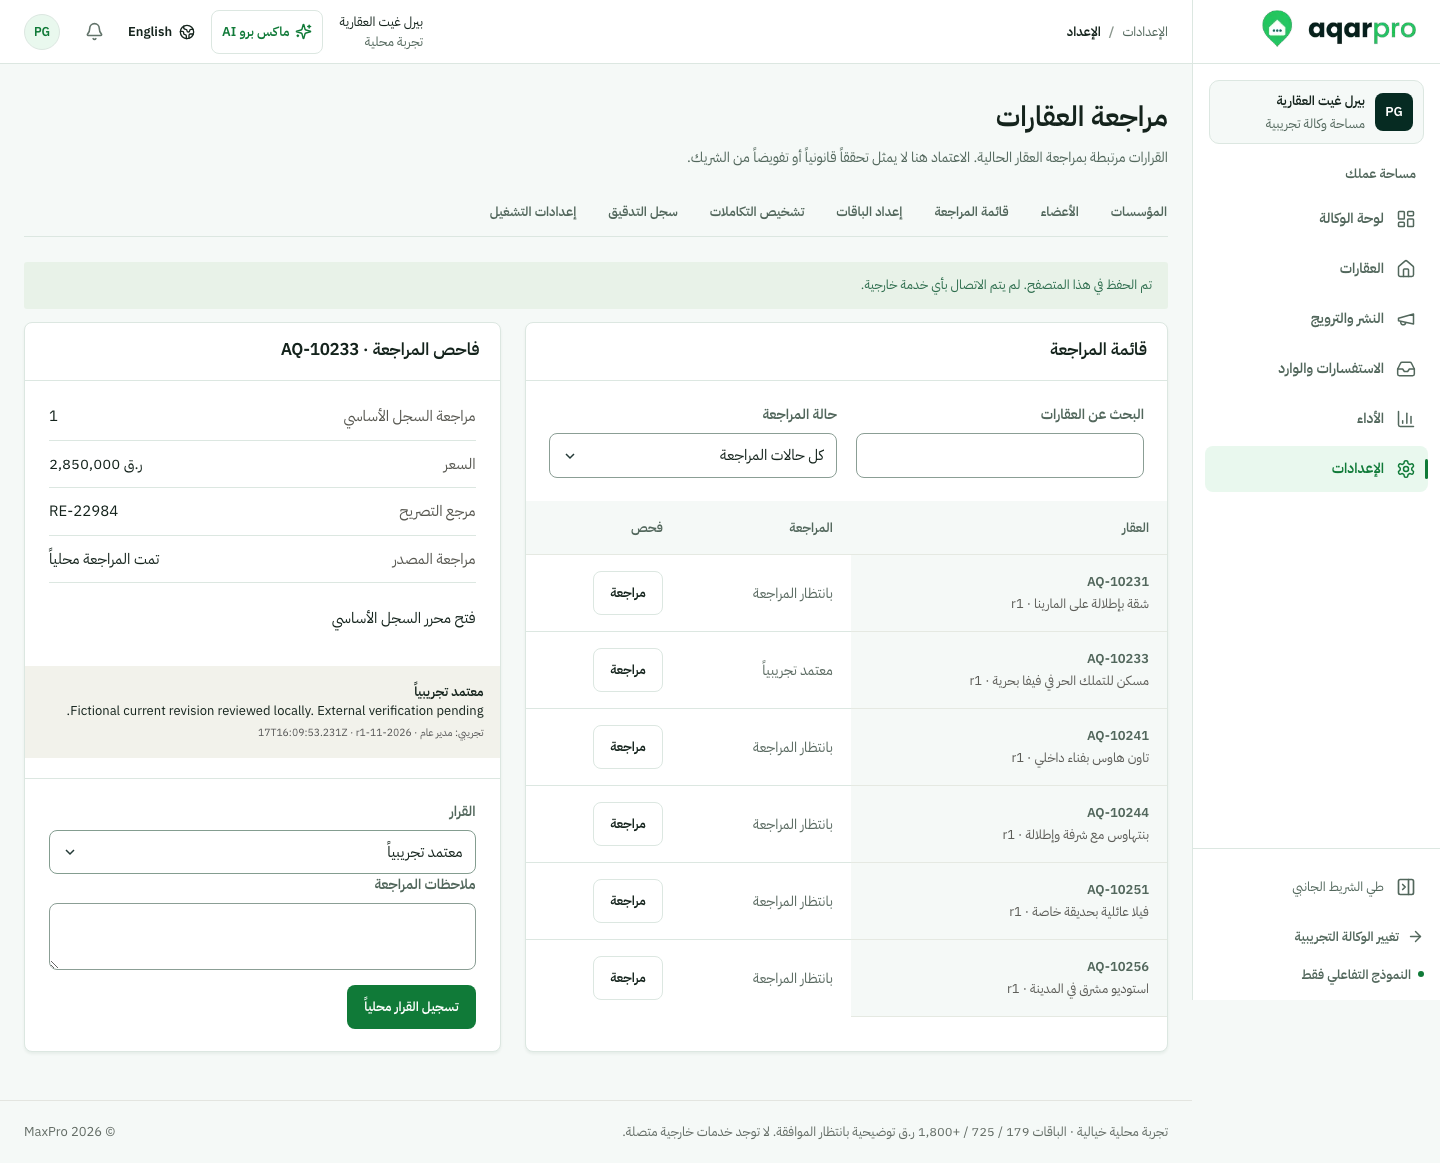 aqarpro
PG
بيرل غيت العقارية
مساحة وكالة تجريبية
مساحة عملك
لوحة الوكالة
العقارات
النشر والترويج
الاستفسارات والوارد
الأداء
الإعدادات
طي الشريط الجانبي
تغيير الوكالة التجريبية
النموذج التفاعلي فقط
الإعدادات / الإعداد
بيرل غيت العقارية
تجربة محلية
ماكس برو AI
English
PG
مراجعة العقارات
القرارات مرتبطة بمراجعة العقار الحالية. الاعتماد هنا لا يمثل تحققاً قانونياً أو تفويضاً من الشريك.
المؤسسات
الأعضاء
قائمة المراجعة
إعداد الباقات
تشخيص التكاملات
سجل التدقيق
إعدادات التشغيل
تم الحفظ في هذا المتصفح. لم يتم الاتصال بأي خدمة خارجية.
قائمة المراجعة
البحث عن العقارات
حالة المراجعة
كل حالات المراجعة
العقار المراجعة فحص
AQ-10231
شقة بإطلالة على المارينا · r1
بانتظار المراجعة
مراجعة
AQ-10233
مسكن للتملك الحر في فيفا بحرية · r1
معتمد تجريبياً
مراجعة
AQ-10241
تاون هاوس بفناء داخلي · r1
بانتظار المراجعة
مراجعة
AQ-10244
بنتهاوس مع شرفة وإطلالة · r1
بانتظار المراجعة
مراجعة
AQ-10251
فيلا عائلية بحديقة خاصة · r1
بانتظار المراجعة
مراجعة
AQ-10256
استوديو مشرق في المدينة · r1
بانتظار المراجعة
مراجعة
فاحص المراجعة · AQ-10233
مراجعة السجل الأساسي 1
السعر 2,850,000 ر.ق
مرجع التصريح RE-22984
مراجعة المصدر تمت المراجعة محلياً
فتح محرر السجل الأساسي
معتمد تجريبياً
Fictional current revision reviewed locally. External verification pending.
تجريبي: مدير عام · r1 · 2026-11-17T16:09:53.231Z
القرار
معتمد تجريبياً
ملاحظات المراجعة
تسجيل القرار محلياً
تجربة محلية خيالية · الباقات 179 / 725 / +1,800 ر.ق توضيحية بانتظار الموافقة. لا توجد خدمات خارجية متصلة.
© 2026 MaxPro